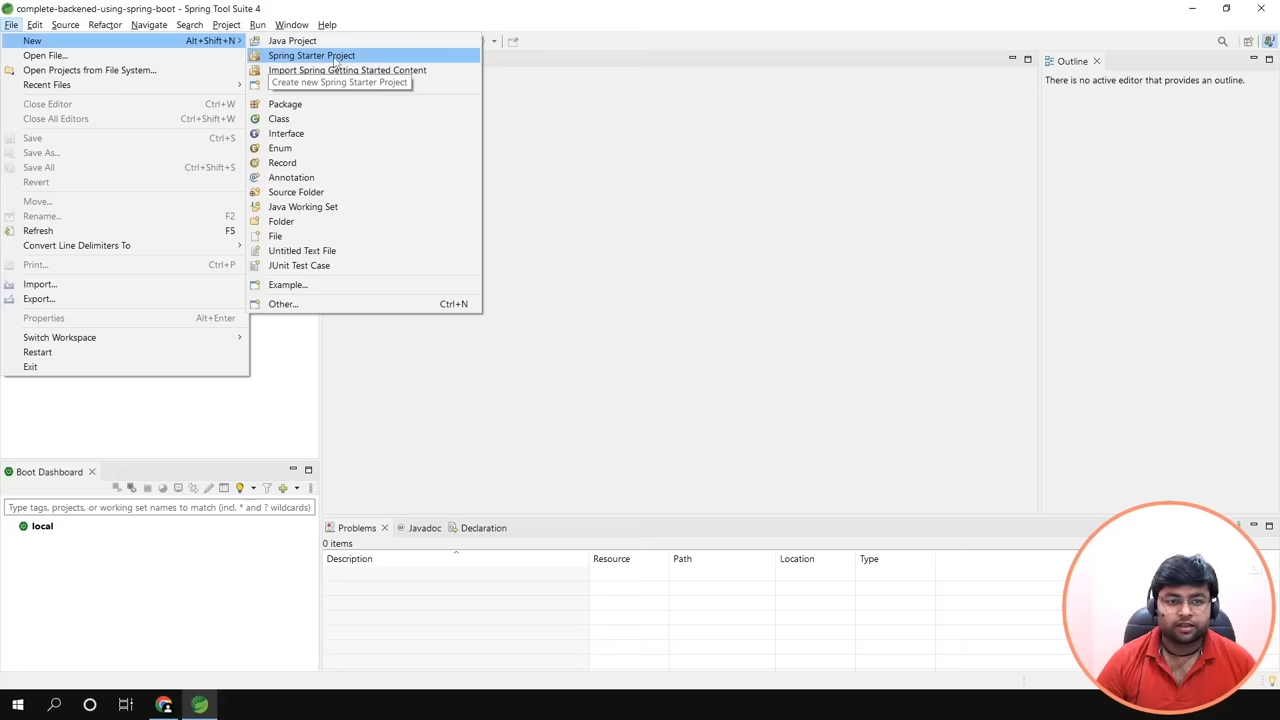 complete-backened-using-spring-boot - Spring Tool Suite 4
File Edit Source Refactor Navigate Search Project Run Window Help
New Alt+Shift+N
Open File...
Open Projects from File System...
Recent Files
Close Editor Ctrl+W
Close All Editors Ctrl+Shift+W
Save Ctrl+S
Save As...
Save All Ctrl+Shift+S
Revert
Move...
Rename... F2
Refresh F5
Convert Line Delimiters To
Print... Ctrl+P
Import...
Export...
Properties Alt+Enter
Switch Workspace
Restart
Exit
Java Project
Spring Starter Project
Import Spring Getting Started Content
Create new Spring Starter Project
Package
Class
Interface
Enum
Record
Annotation
Source Folder
Java Working Set
Folder
File
Untitled Text File
JUnit Test Case
Example...
Other... Ctrl+N
Outline
There is no active editor that provides an outline.
Boot Dashboard
Type tags, projects, or working set names to match (incl. * and ? wildcards)
local
Problems Javadoc Declaration
0 items
Description Resource Path Location Type